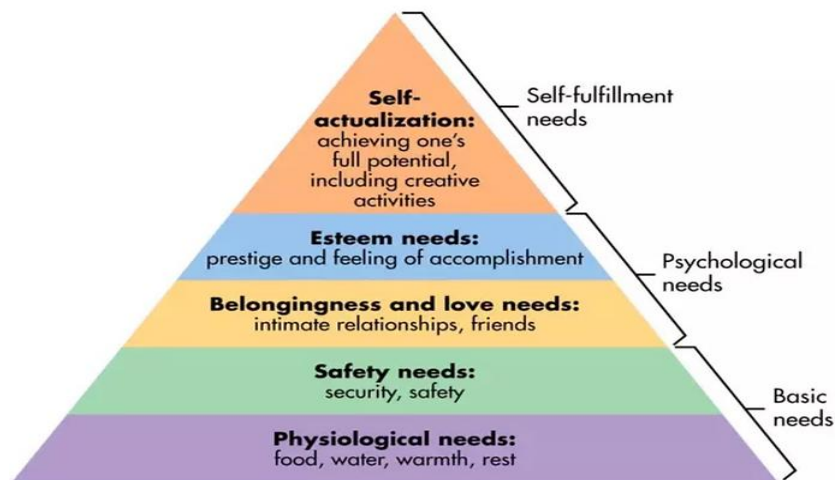 Self-
actualization:
achieving one's
full potential,
including creative
activities
Self-fulfillment
needs
Esteem needs:
prestige and feeling of accomplishment
Psychological
needs
Belongingness and love needs:
intimate relationships, friends
Safety needs:
security, safety
Basic
needs
Physiological needs:
food, water, warmth, rest